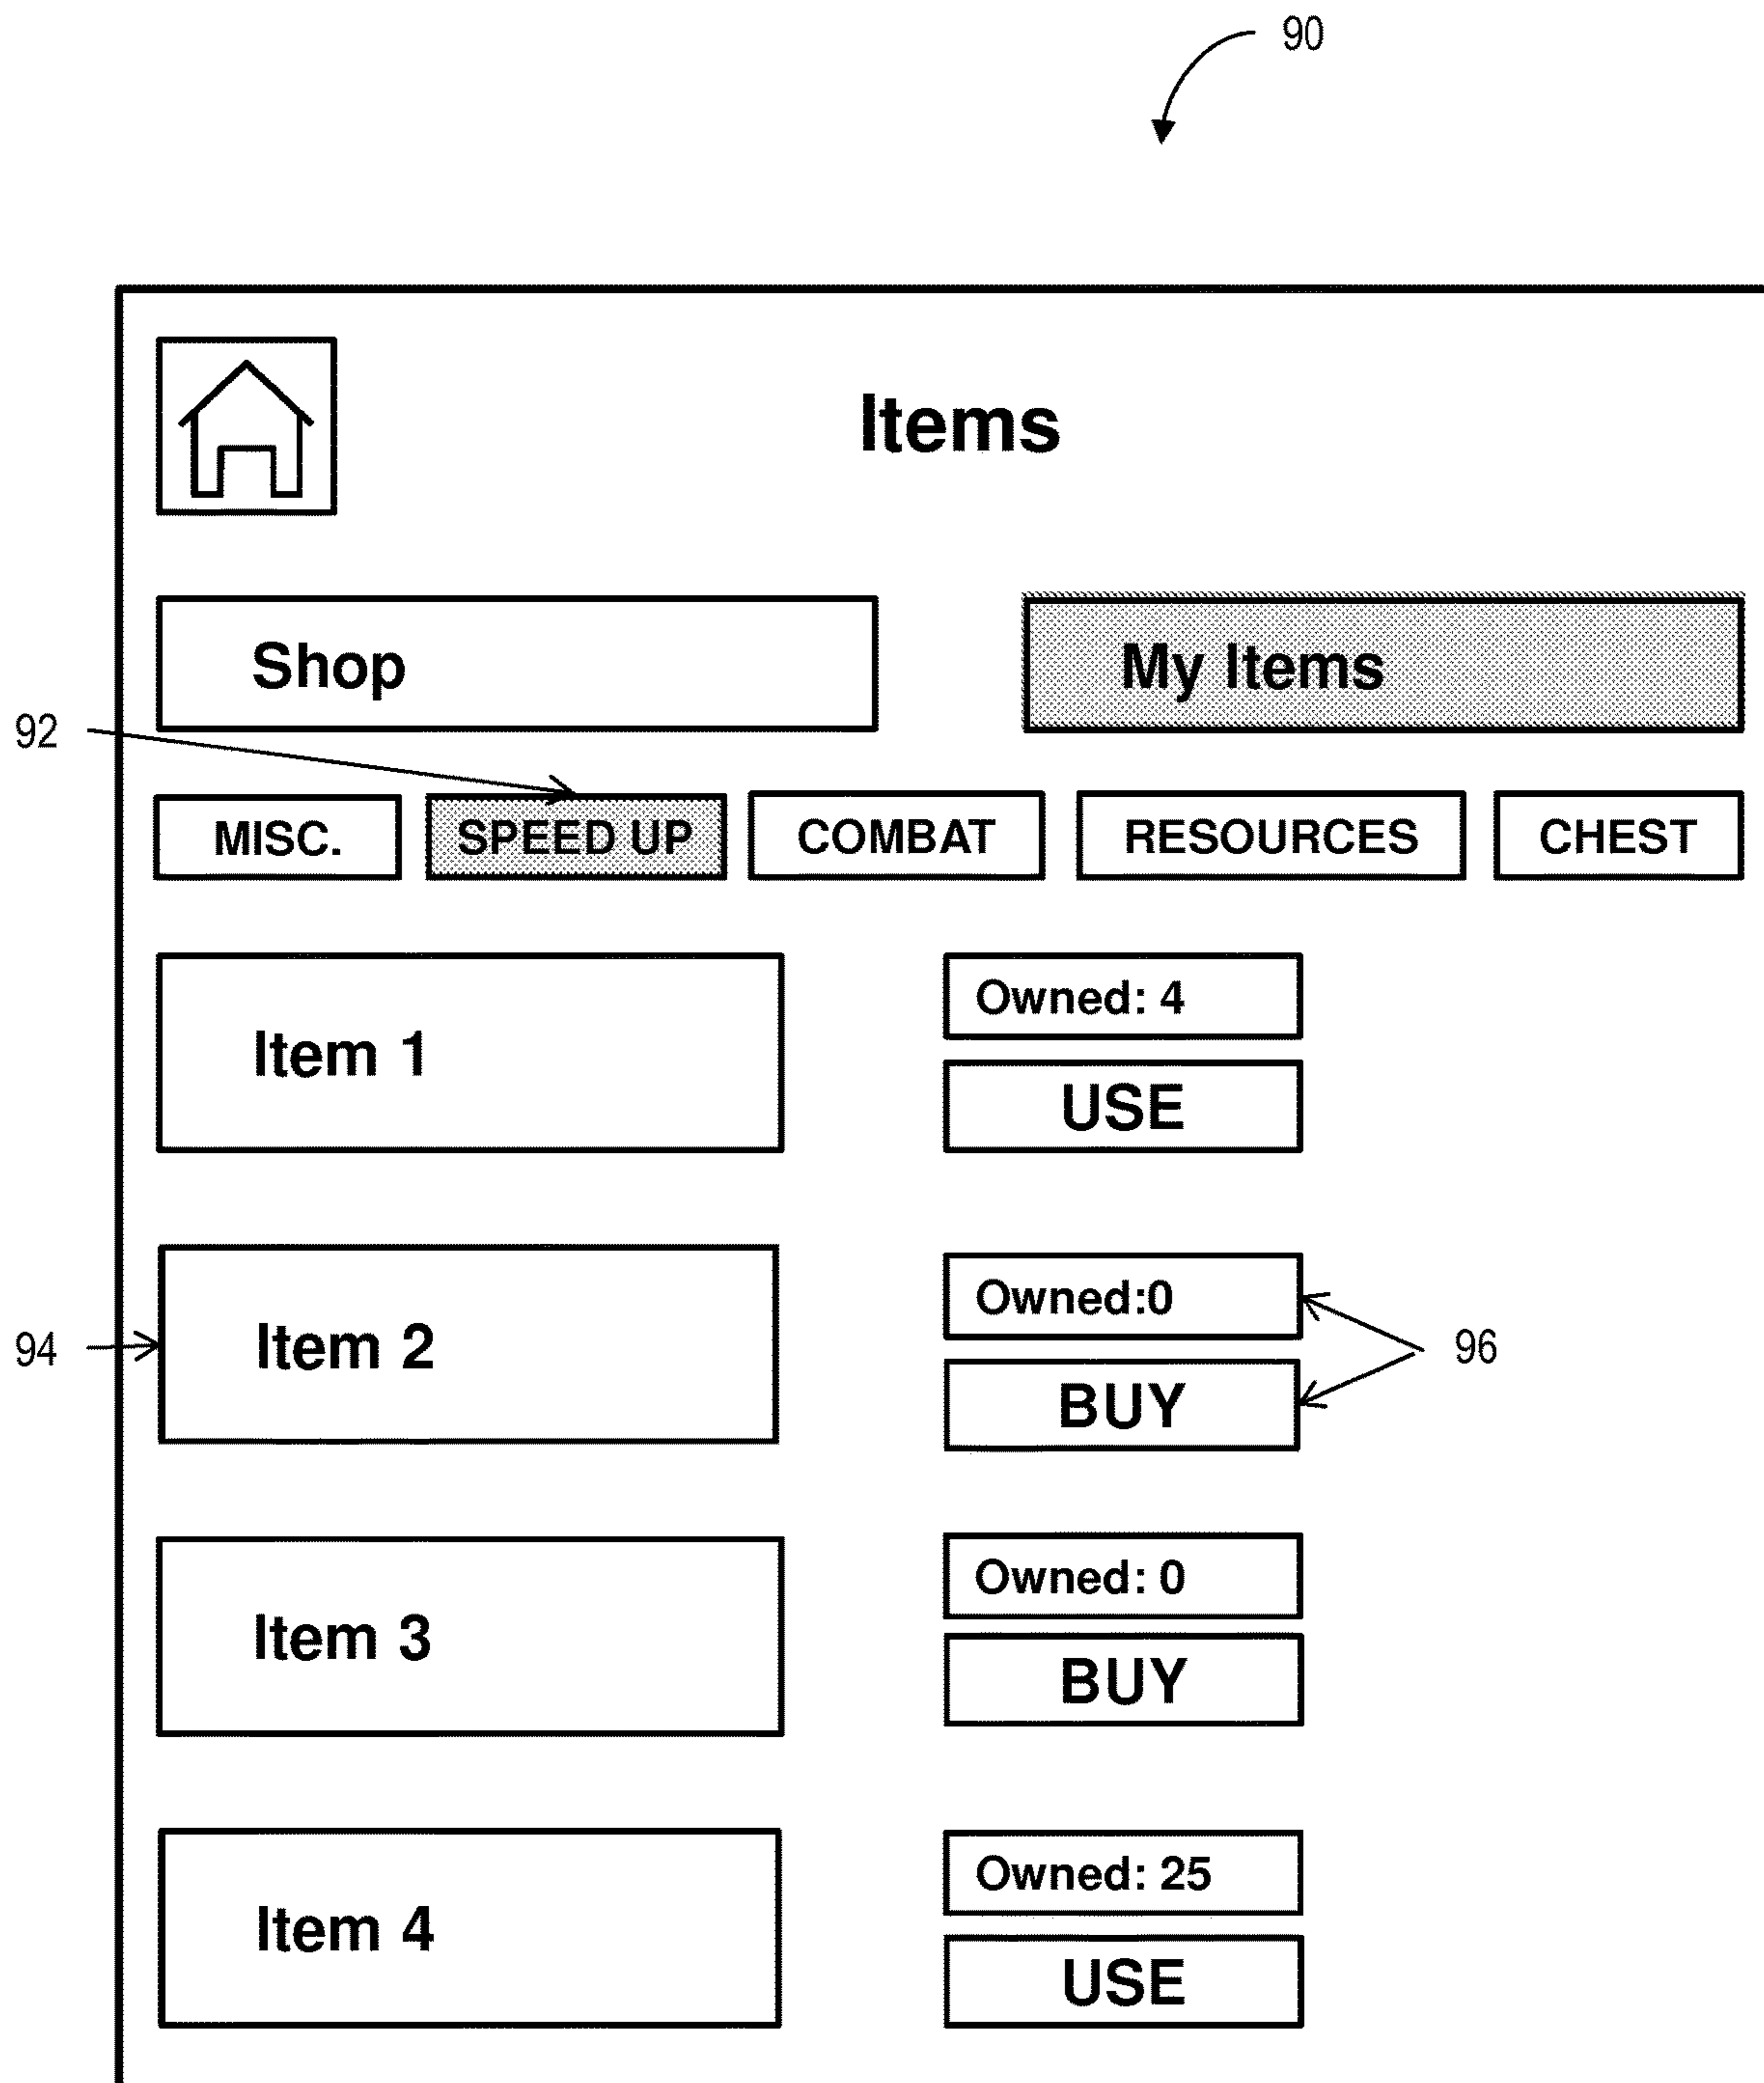 90
Items
Shop
My Items
92
MISC.
SPEED UP
COMBAT
RESOURCES
CHEST
Item 1
Owned: 4
USE
94
Item 2
Owned:0
BUY
96
Item 3
Owned: 0
BUY
Item 4
Owned: 25
USE